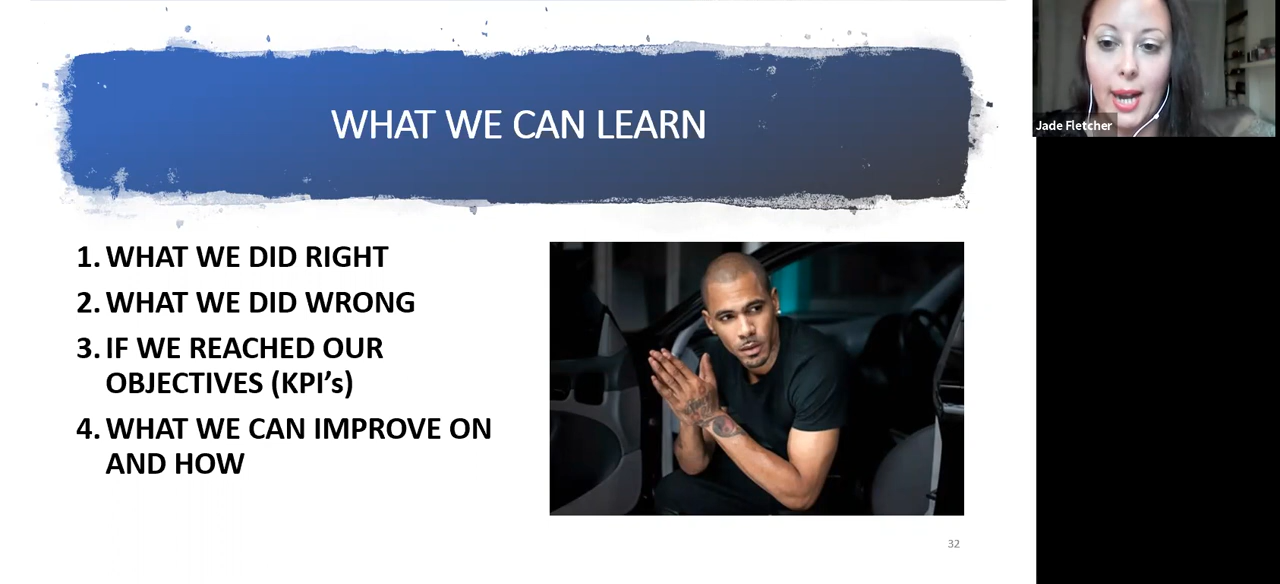 WHAT WE CAN LEARN
Jade Fletcher
1. WHAT WE DID RIGHT
2. WHAT WE DID WRONG
3. IF WE REACHED OUR
OBJECTIVES (KPI’s)
4. WHAT WE CAN IMPROVE ON
AND HOW
32